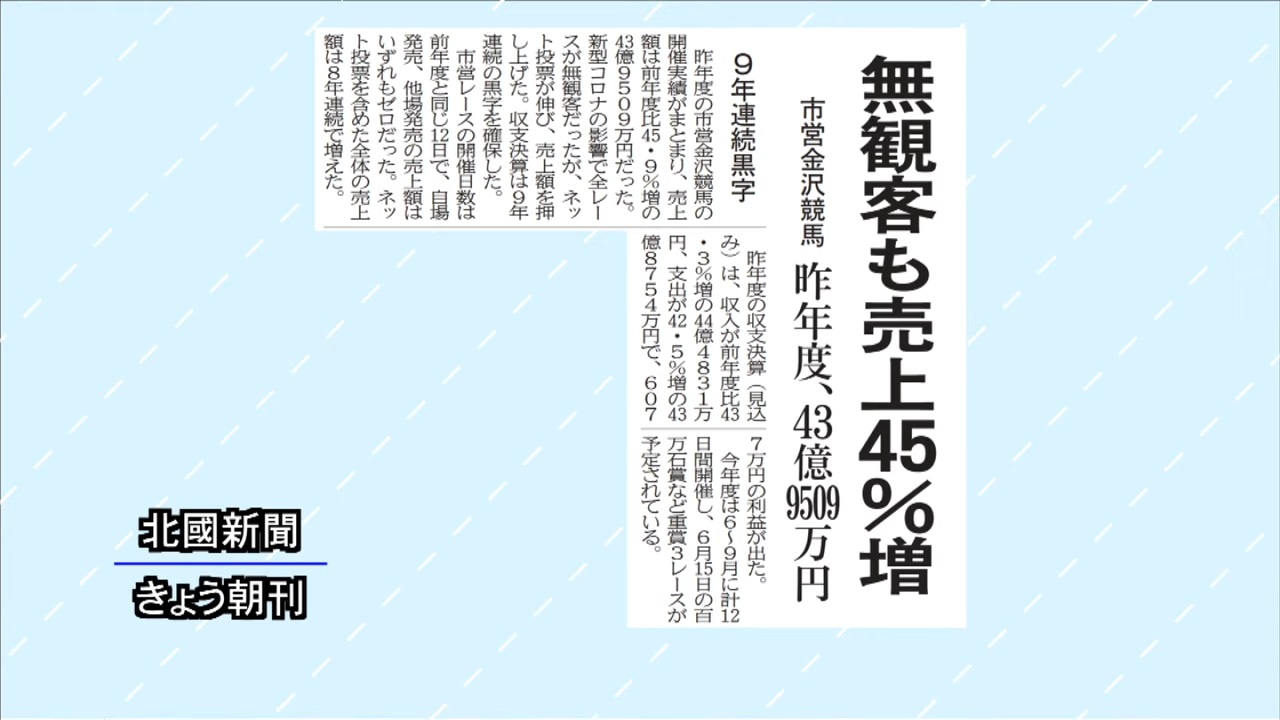 無観客も売上45%増
市営金沢競馬
昨年度、43億9509万円
9年連続黒字
昨年度の市営金沢競馬の
開催実績がまとまり、売上
額は前年度比45・9%増の
43億9509万円だった。
新型コロナの影響で全レー
スが無観客だったが、ネッ
ト投票が伸び、売上額を押
し上げた。収支決算は9年
連続の黒字を確保した。
市営レースの開催日数は
前年度と同じ12日で、自場
発売、他場発売の売上額は
いずれもゼロだった。ネッ
ト投票を含めた全体の売上
額は8年連続で増えた。
昨年度の収支決算(見込
み)は、収入が前年度比43
・3%増の44億4831万
円、支出が42・5%増の43
億8754万円で、607
7万円の利益が出た。
今年度は6~9月に計12
日間開催し、6月15日の百
万石賞など重賞3レースが
予定されている。
北國新聞
きょう朝刊